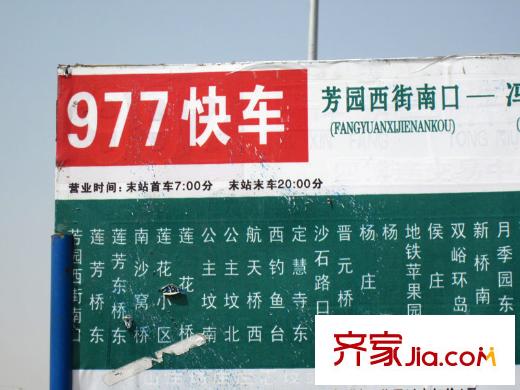 977快车
芳园西街南口—冯
(FANGYUANXIJIENANKOU)
营业时间：末站首车7:00分 末站末车20:00分
芳园西街南口
莲芳桥东
莲芳东桥东
南沙窝桥
莲花小区
莲花桥
公主坟南
公主坟北
航天桥
西钓鱼台
定慧寺东
沙石路口
晋元桥
杨庄
杨
地铁苹果园
侯庄
双峪环岛
新桥南
月季园东
齐家Jia.com